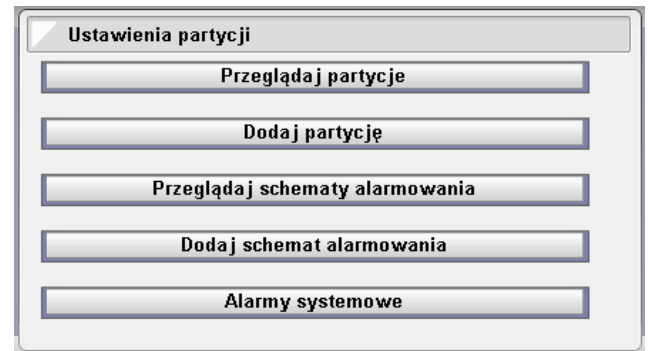 Ustawienia partycji
Przeglądaj partycje
Dodaj partycję
Przeglądaj schematy alarmowania
Dodaj schemat alarmowania
Alarmy systemowe